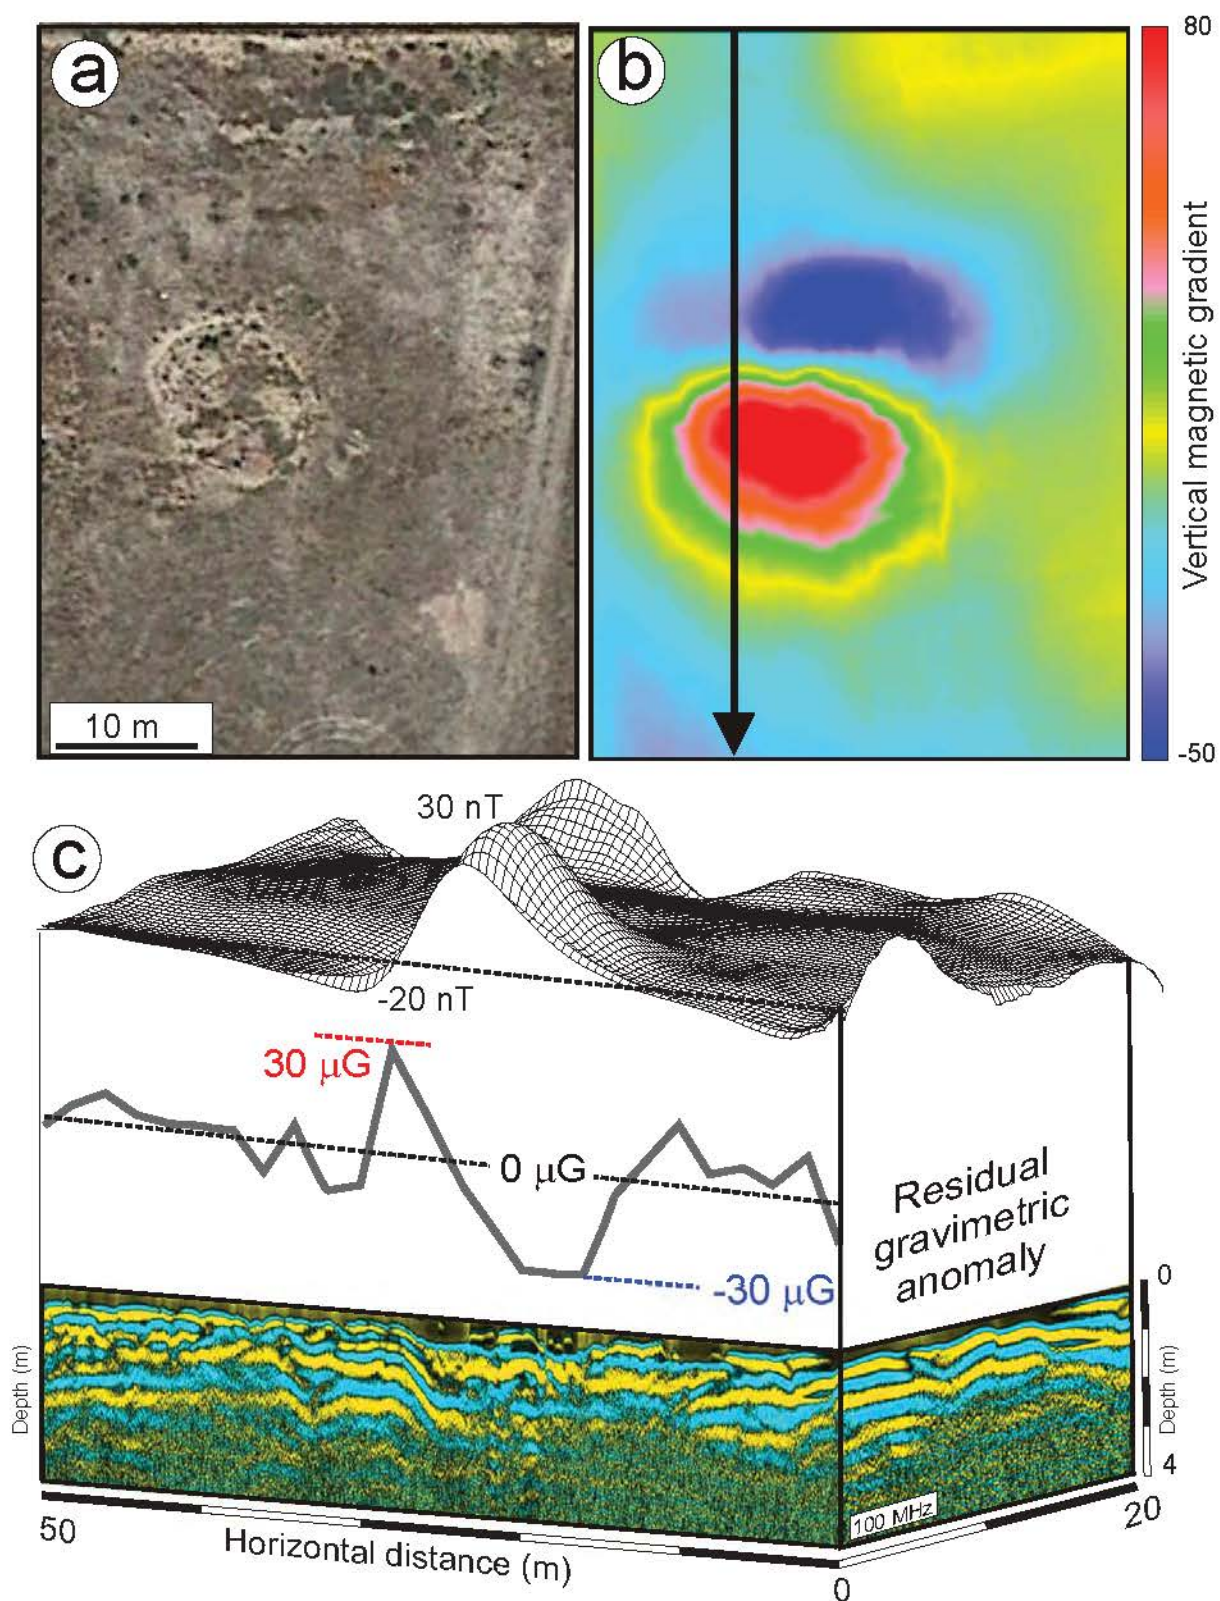 a
b
80
Vertical magnetic gradient
-50
10 m
c
30 nT
-20 nT
30 µG
0 µG
-30 µG
Residual
gravimetric
anomaly
0
Depth (m)
Depth (m)
4
100 MHz
20
50
Horizontal distance (m)
0